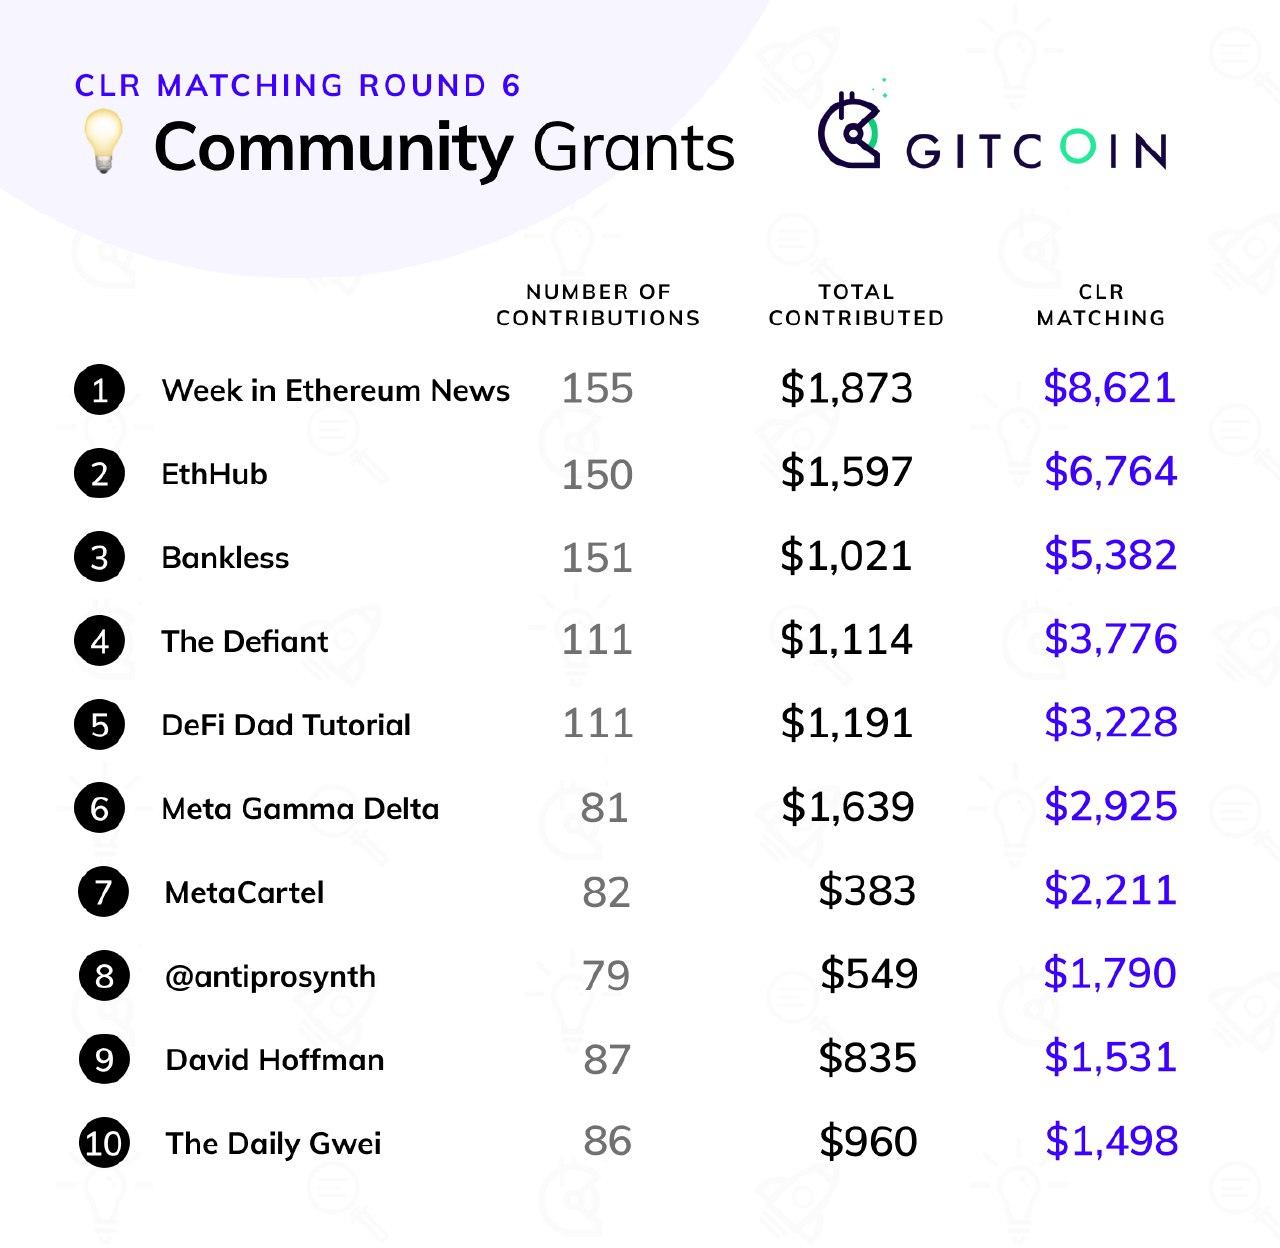 CLR MATCHING ROUND 6
Community Grants
GITCOIN
NUMBER OF CONTRIBUTIONS TOTAL CONTRIBUTED CLR MATCHING
1 Week in Ethereum News 155 $1,873 $8,621
2 EthHub 150 $1,597 $6,764
3 Bankless 151 $1,021 $5,382
4 The Defiant 111 $1,114 $3,776
5 DeFi Dad Tutorial 111 $1,191 $3,228
6 Meta Gamma Delta 81 $1,639 $2,925
7 MetaCartel 82 $383 $2,211
8 @antiprosynth 79 $549 $1,790
9 David Hoffman 87 $835 $1,531
10 The Daily Gwei 86 $960 $1,498